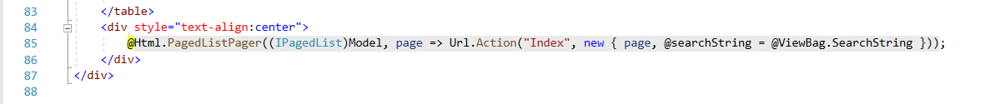 83 </table>
84 <div style="text-align:center">
85 @Html.PagedListPager((IPagedList)Model, page => Url.Action("Index", new { page, @searchString = @ViewBag.SearchString }));
86 </div>
87 </div>
88